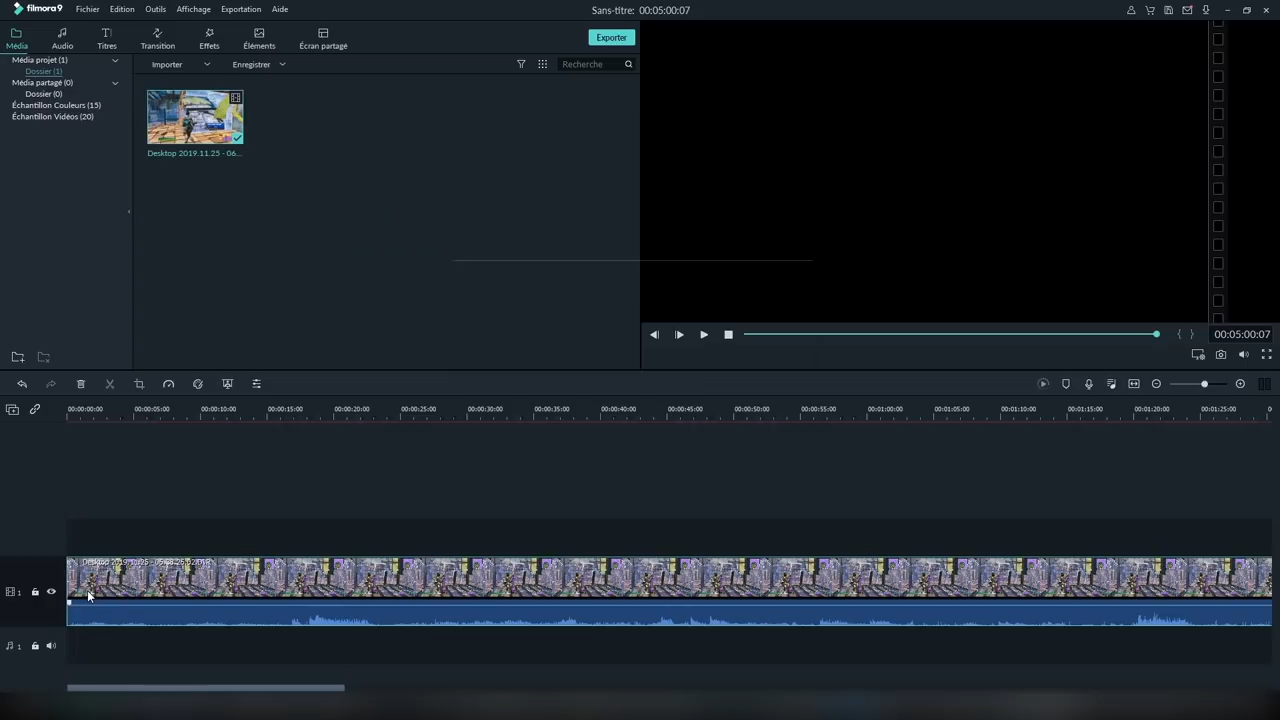 filmora9 Fichier Edition Outils Affichage Exportation Aide Sans-titre: 00:05:00:07
Média Audio Titres Transition Effets Éléments Écran partagé Exporter
Média projet (1)
Dossier (1)
Média partagé (0)
Dossier (0)
Échantillon Couleurs (15)
Échantillon Vidéos (20)
Importer Enregistrer Recherche
Desktop 2019.11.25 - 06...
00:05:00:07
00:00:00:00 00:00:05:00 00:00:10:00 00:00:15:00 00:00:20:00 00:00:25:00 00:00:30:00 00:00:35:00 00:00:40:00 00:00:45:00 00:00:50:00 00:00:55:00 00:01:00:00 00:01:05:00 00:01:10:00 00:01:15:00 00:01:20:00 00:01:25:00 0
1
1